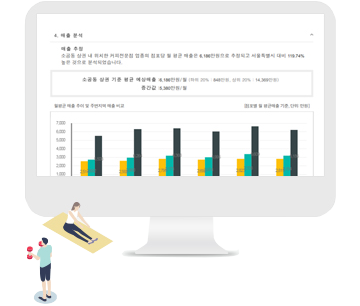 4. 매출 분석
매출 추정
소공동 상권 내 위치한 커피전문점 업종의 점포당 월 평균 매출은 6,186만원으로 추정되고 서울특별시 대비 119.74%
높은 것으로 분석되었습니다.
소공동 상권 기준 평균 예상매출 : 6,186만원/월 (하위 20% : 648만원, 상위 20% : 14,309만원)
중간값 : 5,380만원/월
월평균 매출 추이 및 주변지역 매출 비교
(점포별 월 평균매출 기준, 단위: 만원)
7,000
6,000
5,000
4,000
3,000
2,000
1,000